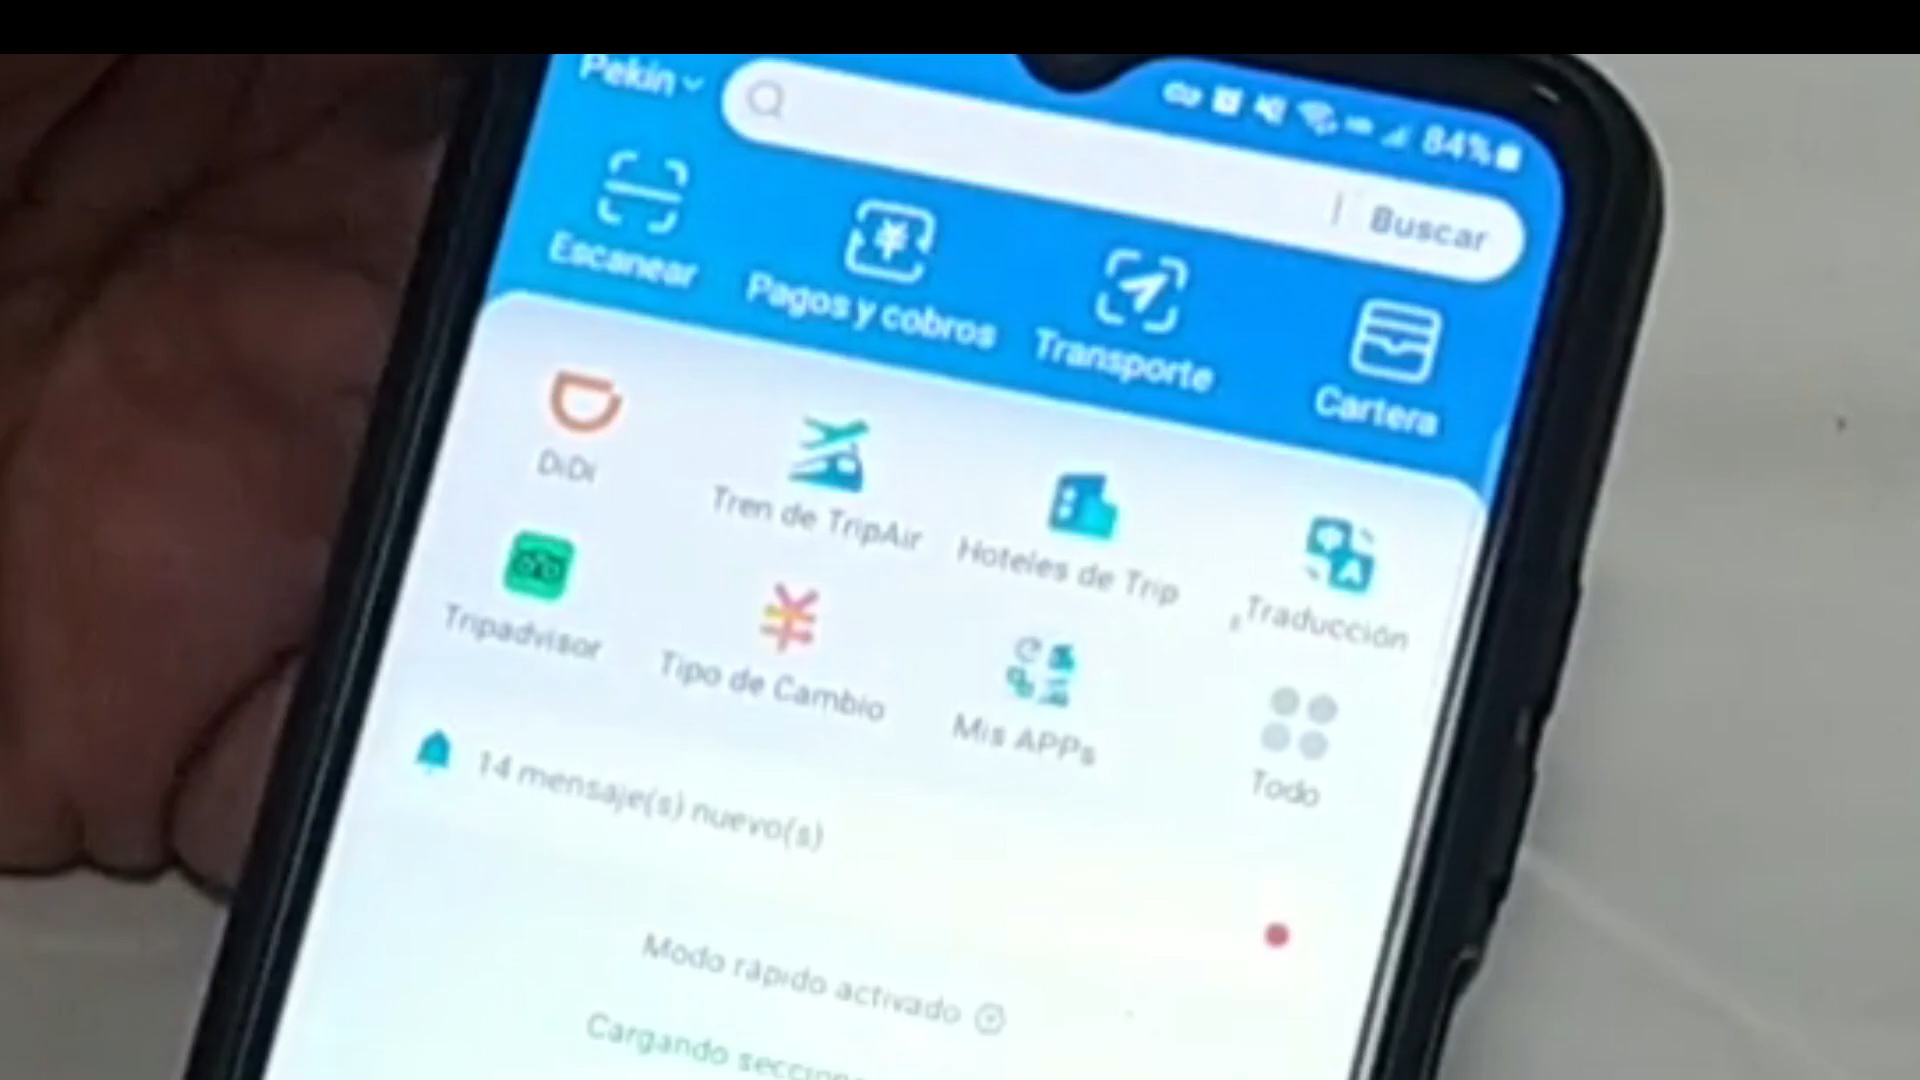 Pekín
84%
Buscar
Escanear
Pagos y cobros
Transporte
Cartera
DiDi
Tren de TripAir
Hoteles de Trip
Traducción
Tripadvisor
Tipo de Cambio
Mis APPs
Todo
14 mensaje(s) nuevo(s)
Modo rápido activado
Cargando